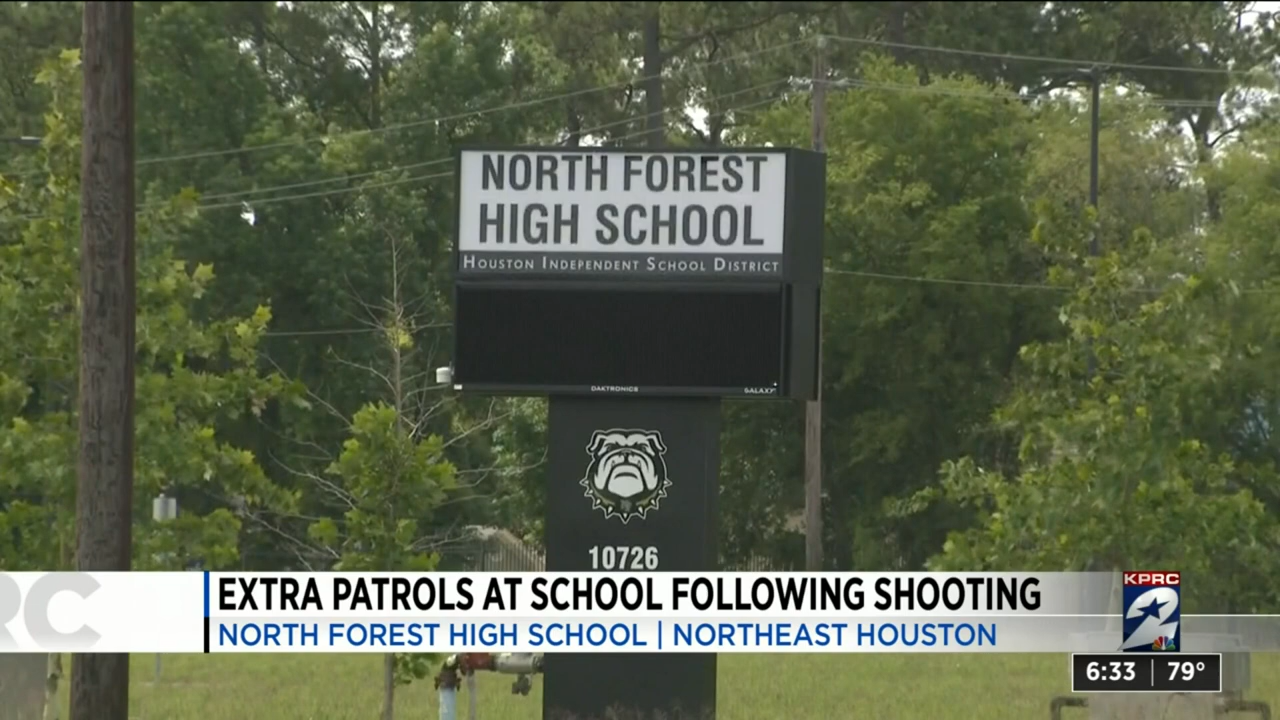 NORTH FOREST
HIGH SCHOOL
HOUSTON INDEPENDENT SCHOOL DISTRICT
DAKTRONICS
GALAXY
10726
RC
EXTRA PATROLS AT SCHOOL FOLLOWING SHOOTING
NORTH FOREST HIGH SCHOOL | NORTHEAST HOUSTON
KPRC
2
6:33 | 79°